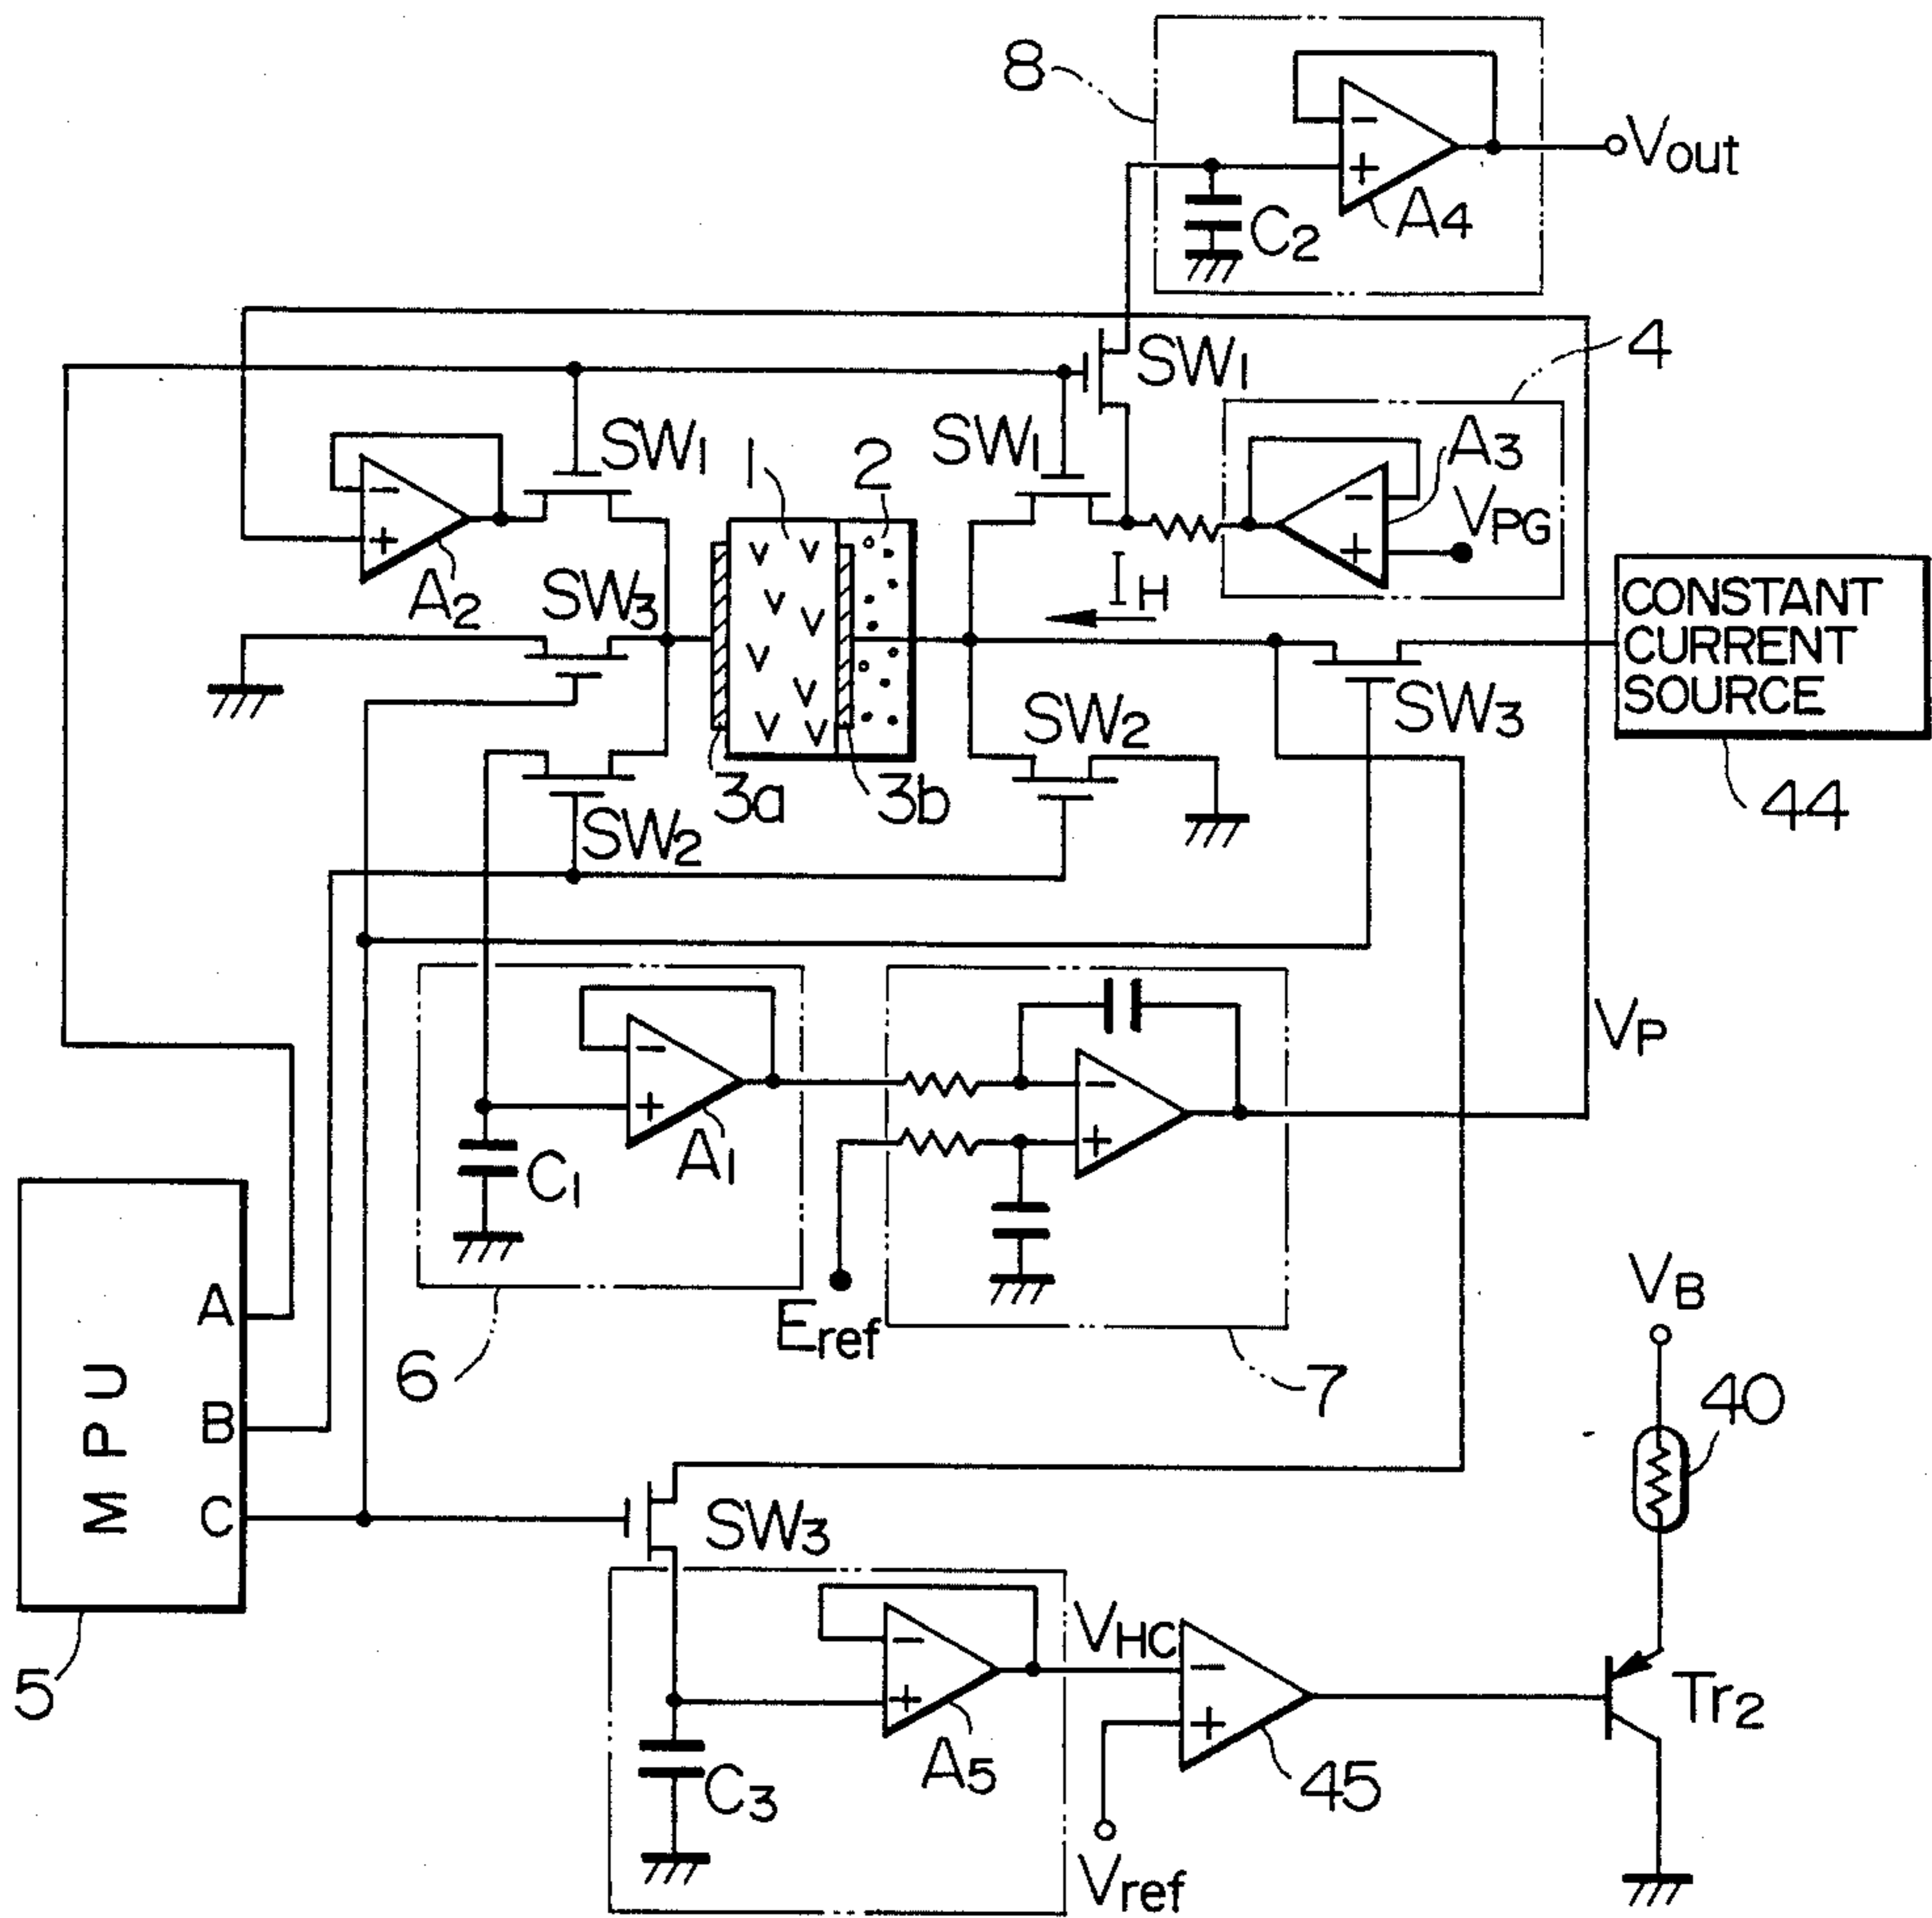 8
Vout
A4
C2
4
SW1
SW1
SW1
1
2
A3
VPG
A2
SW3
IH
CONSTANT
CURRENT
SOURCE
SW3
SW2
3a
3b
44
SW2
VP
A1
C1
Eref
6
7
MPU
A
B
C
5
VB
40
SW3
VHC
Tr2
A5
45
C3
Vref